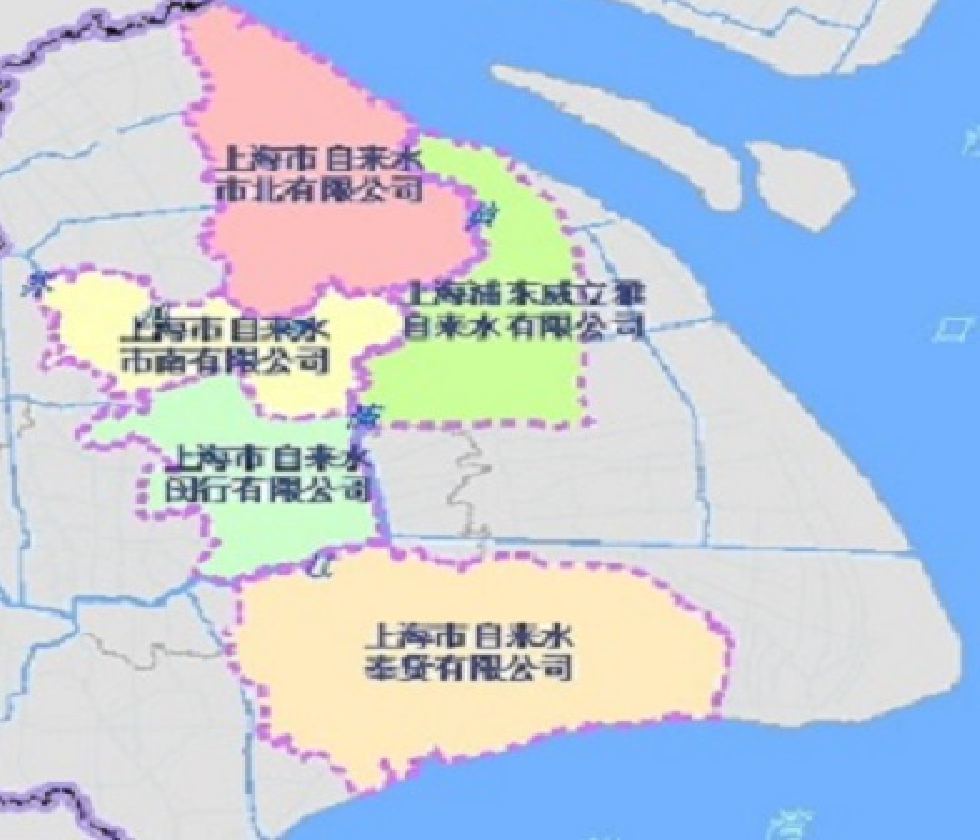 上海市自来水
市北有限公司
上海浦东威立雅
自来水有限公司
上海市自来水
市南有限公司
上海市自来水
闵行有限公司
上海市自来水
奉贤有限公司